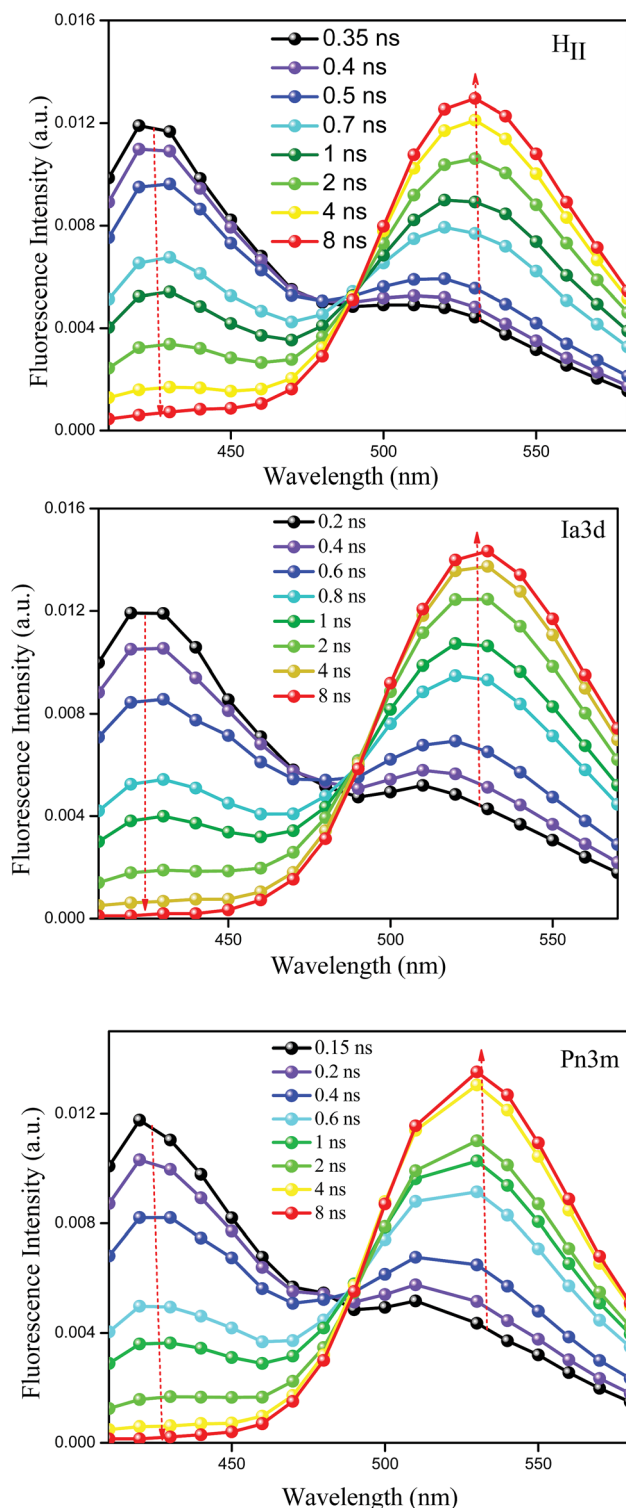 0.016
0.012
0.008
0.004
0.000
Fluorescence Intensity (a.u.)
H_II
0.35 ns
0.4 ns
0.5 ns
0.7 ns
1 ns
2 ns
4 ns
8 ns
450
500
550
Wavelength (nm)
0.016
0.012
0.008
0.004
0.000
Fluorescence Intensity (a.u.)
Ia3d
0.2 ns
0.4 ns
0.6 ns
0.8 ns
1 ns
2 ns
4 ns
8 ns
450
500
550
Wavelength (nm)
0.012
0.008
0.004
0.000
Fluorescence Intensity (a.u.)
Pn3m
0.15 ns
0.2 ns
0.4 ns
0.6 ns
1 ns
2 ns
4 ns
8 ns
450
500
550
Wavelength (nm)